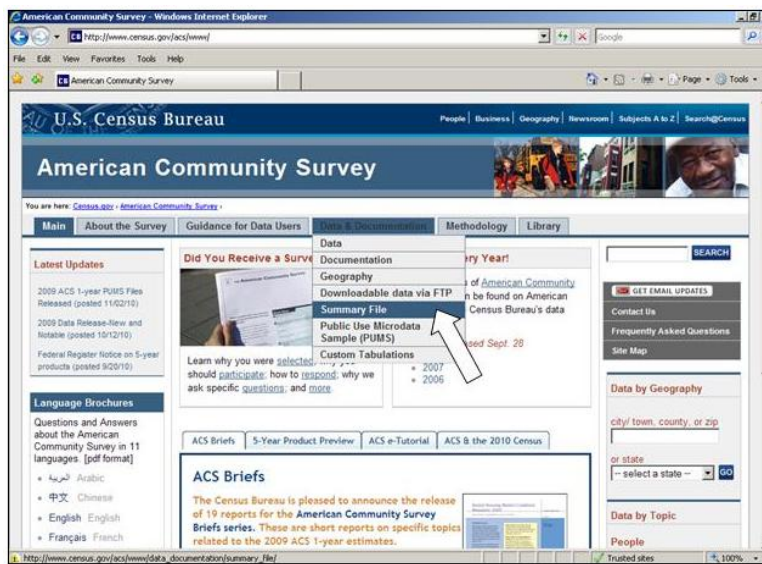 American Community Survey - Windows Internet Explorer
http://www.census.gov/acs/www/
Google
File Edit View Favorites Tools Help
American Community Survey
Page Tools
U.S. Census Bureau
People | Business | Geography | Newsroom | Subjects A to Z | Search@Census
American Community Survey
You are here: Census.gov › American Community Survey ›
Main
About the Survey
Guidance for Data Users
Data & Documentation
Methodology
Library
Data
Documentation
Geography
Downloadable data via FTP
Summary File
Public Use Microdata
Sample (PUMS)
Custom Tabulations
Latest Updates
2009 ACS 1-year PUMS Files
Released (posted 11/02/10)
2009 Data Release-New and
Notable (posted 10/12/10)
Federal Register Notice on 5-year
products (posted 9/20/10)
Language Brochures
Questions and Answers
about the American
Community Survey in 11
languages. [pdf format]
العربية Arabic
中文 Chinese
English English
Français French
Did You Receive a Surve
Learn why you were selected, why you
should participate; how to respond; why we
ask specific questions; and more.
ery Year!
of American Community
n be found on American
Census Bureau's data
ased Sept. 28
2007
2006
ACS Briefs
5-Year Product Preview
ACS e-Tutorial
ACS & the 2010 Census
ACS Briefs
The Census Bureau is pleased to announce the release
of 19 reports for the American Community Survey
Briefs series. These are short reports on specific topics
related to the 2009 ACS 1-year estimates.
SEARCH
GET EMAIL UPDATES
Contact Us
Frequently Asked Questions
Site Map
Data by Geography
city/ town, county, or zip
or state
-- select a state --
GO
Data by Topic
People
http://www.census.gov/acs/www/data_documentation/summary_file/
Trusted sites
100%